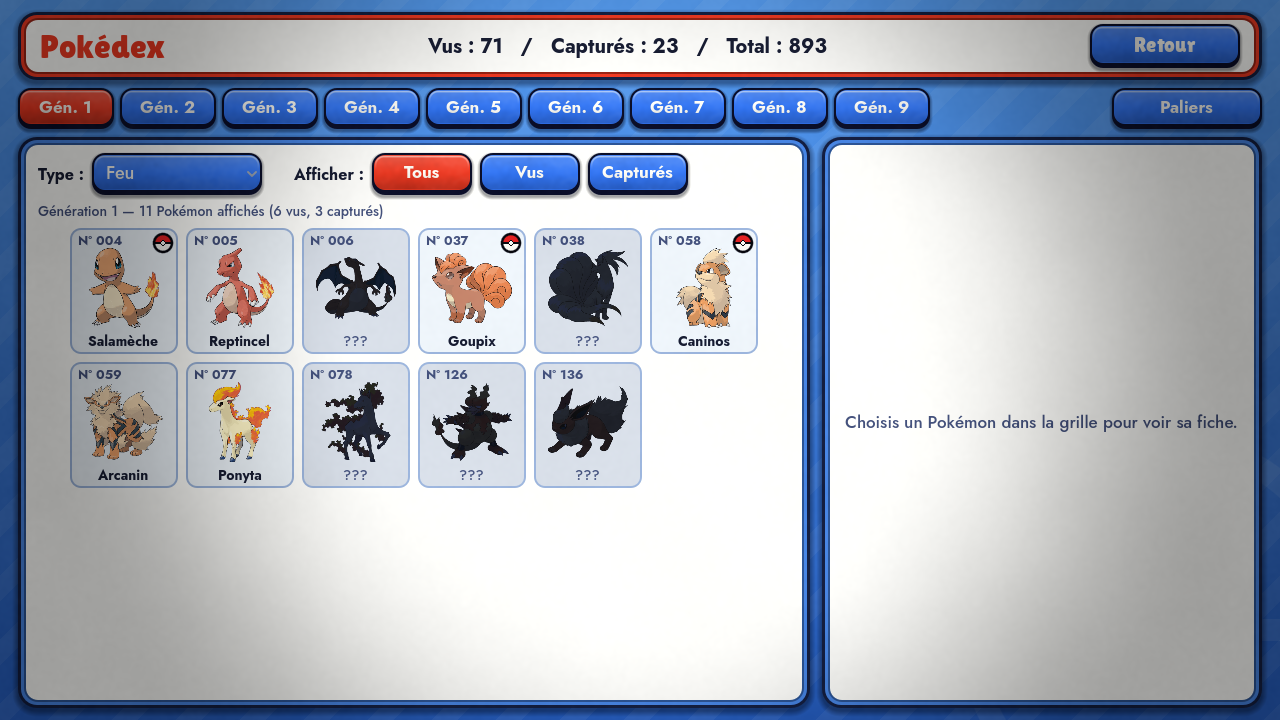 Pokédex
Vus : 71 / Capturés : 23 / Total : 893
Retour
Gén. 1 Gén. 2 Gén. 3 Gén. 4 Gén. 5 Gén. 6 Gén. 7 Gén. 8 Gén. 9 Paliers
Type : Feu Afficher : Tous Vus Capturés
Génération 1 — 11 Pokémon affichés (6 vus, 3 capturés)
N° 004 N° 005 N° 006 N° 037 N° 038 N° 058
Salamèche Reptincel ??? Goupix ??? Caninos
N° 059 N° 077 N° 078 N° 126 N° 136
Arcanin Ponyta ??? ??? ???
Choisis un Pokémon dans la grille pour voir sa fiche.